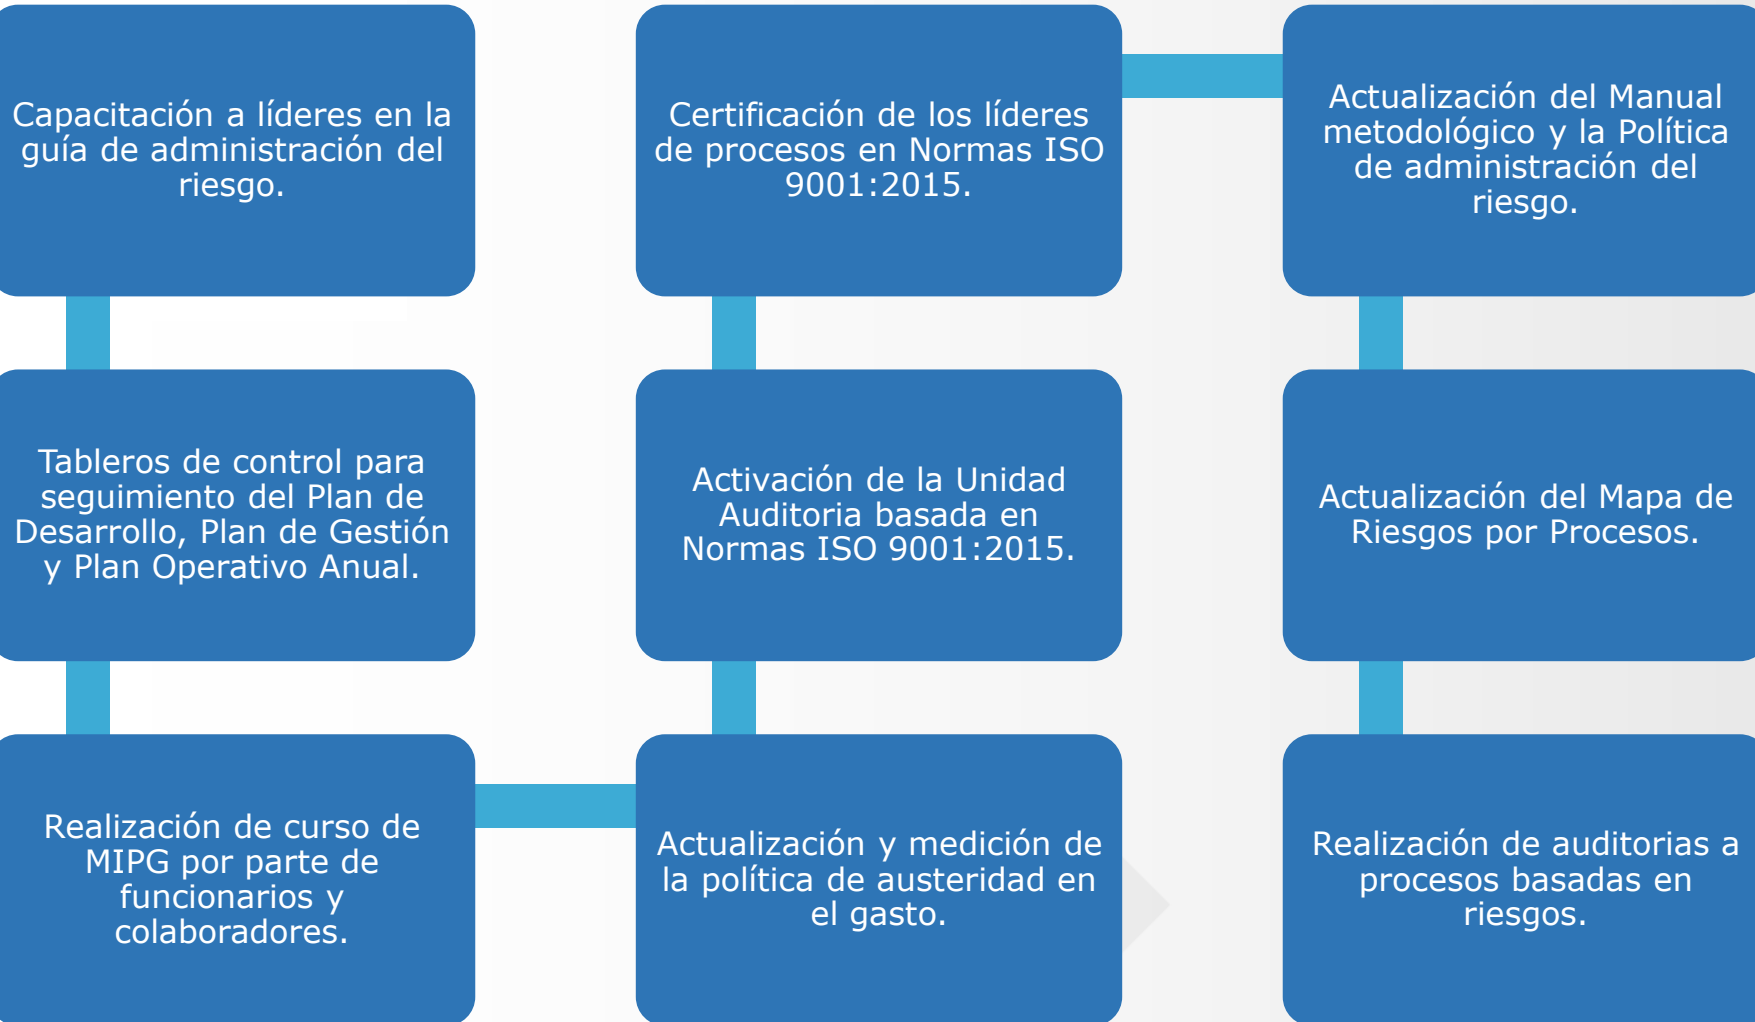 Capacitación a líderes en la
guía de administración del
riesgo.
Tableros de control para
seguimiento del Plan de
Desarrollo, Plan de Gestión
y Plan Operativo Anual.
Realización de curso de
MIPG por parte de
funcionarios y
colaboradores.
Actualización y medición de
la política de austeridad en
el gasto.
Activación de la Unidad
Auditoria basada en
Normas ISO 9001:2015.
Certificación de los líderes
de procesos en Normas ISO
9001:2015.
Actualización del Manual
metodológico y la Política
de administración del
riesgo.
Actualización del Mapa de
Riesgos por Procesos.
Realización de auditorias a
procesos basadas en
riesgos.